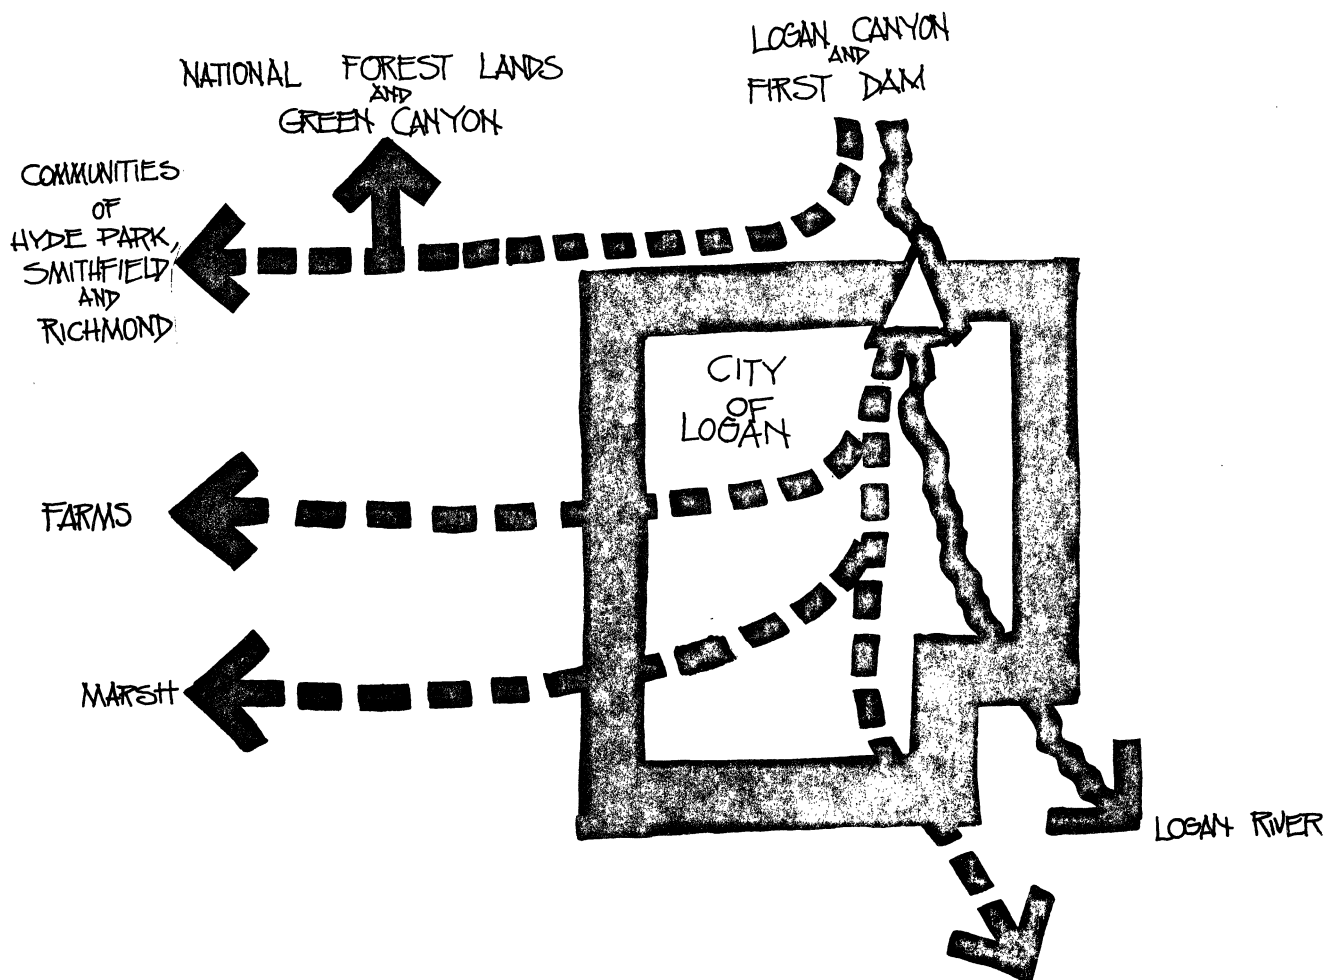 LOGAN CANYON
AND
FIRST DAM
NATIONAL FOREST LANDS
AND
GREEN CANYON
COMMUNITIES
OF
HYDE PARK,
SMITHFIELD,
AND
RICHMOND
CITY
OF
LOGAN
FARMS
MARSH
LOGAN RIVER